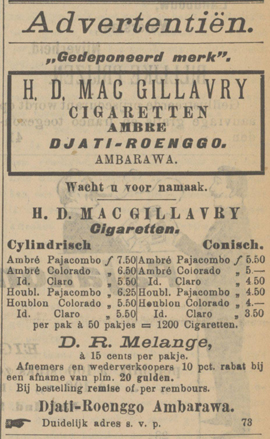 Advertentiën.
„Gedeponeerd merk".
H. D. MAC GILLAVRY
CIGARETTEN
AMBRE
DJATI-ROENGGO.
AMBARAWA.
Wacht u voor namaak.
H. D. MAC GILLAVRY
Cigaretten.
Cylindrisch Conisch.
Ambré Pajacombo ƒ 7.50 Ambré Pajacombo ƒ 5.50
Ambré Colorado „ 6.50 Ambré Colorado „ 5.—
Id. Claro „ 5.50 Id. Claro „ 4.50
Houbl. Pajacombo „ 6.25 Houbl. Pajacombo „ 4.50
Houblon Colorado „ 5.50 Houblon Colorado „ 4.—
Id. Claro „ 5.50 Id. Claro „ 3.50
per pak à 50 pakjes = 1200 Cigaretten.
D. R. Melange,
à 15 cents per pakje.
Afnemers en wederverkoopers 10 pct. rabat bij
een afname van plm. 20 gulden.
Bij bestelling remise of per rembours.
Djati-Roenggo Ambarawa.
Duidelijk adres s. v. p. 73